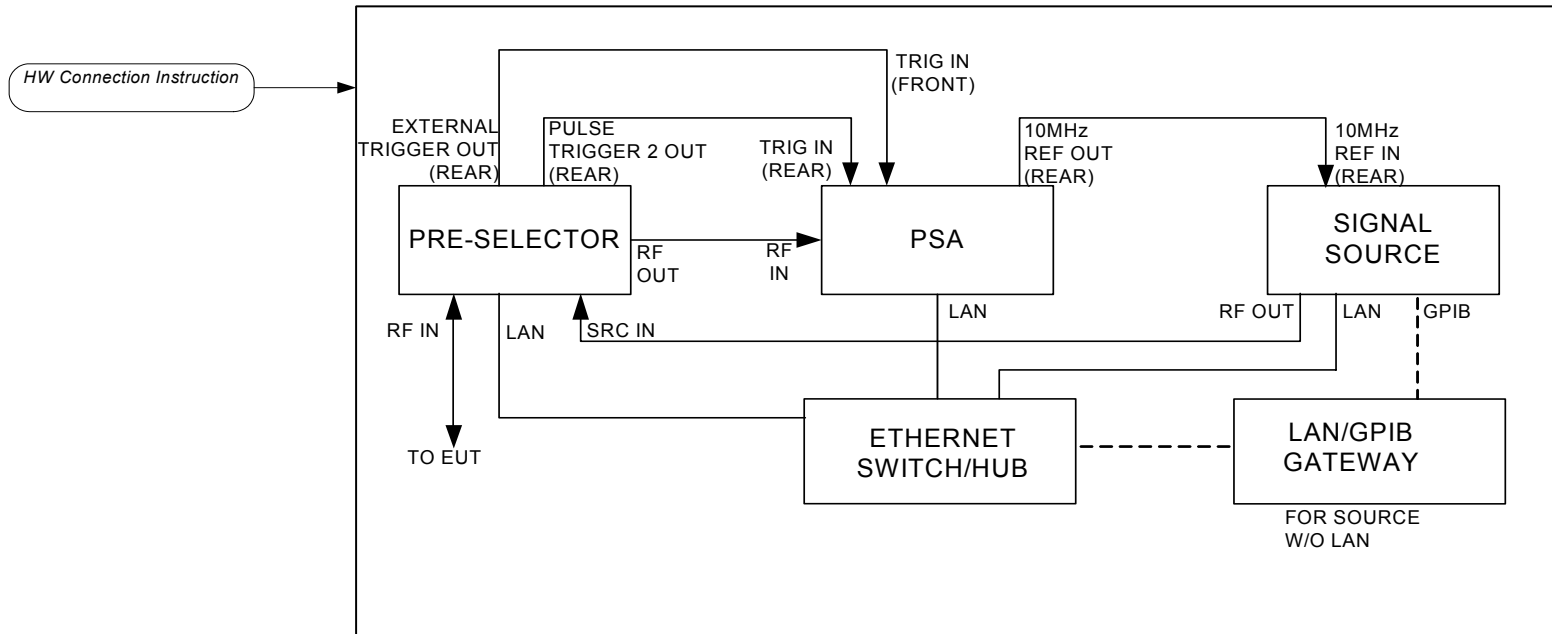 HW Connection Instruction
TRIG IN
(FRONT)
EXTERNAL
TRIGGER OUT
(REAR)
PULSE
TRIGGER 2 OUT
(REAR)
TRIG IN
(REAR)
10MHz
REF OUT
(REAR)
10MHz
REF IN
(REAR)
PRE-SELECTOR
RF
OUT
RF
IN
PSA
SIGNAL
SOURCE
RF IN
LAN
SRC IN
LAN
RF OUT
LAN
GPIB
TO EUT
ETHERNET
SWITCH/HUB
LAN/GPIB
GATEWAY
FOR SOURCE
W/O LAN